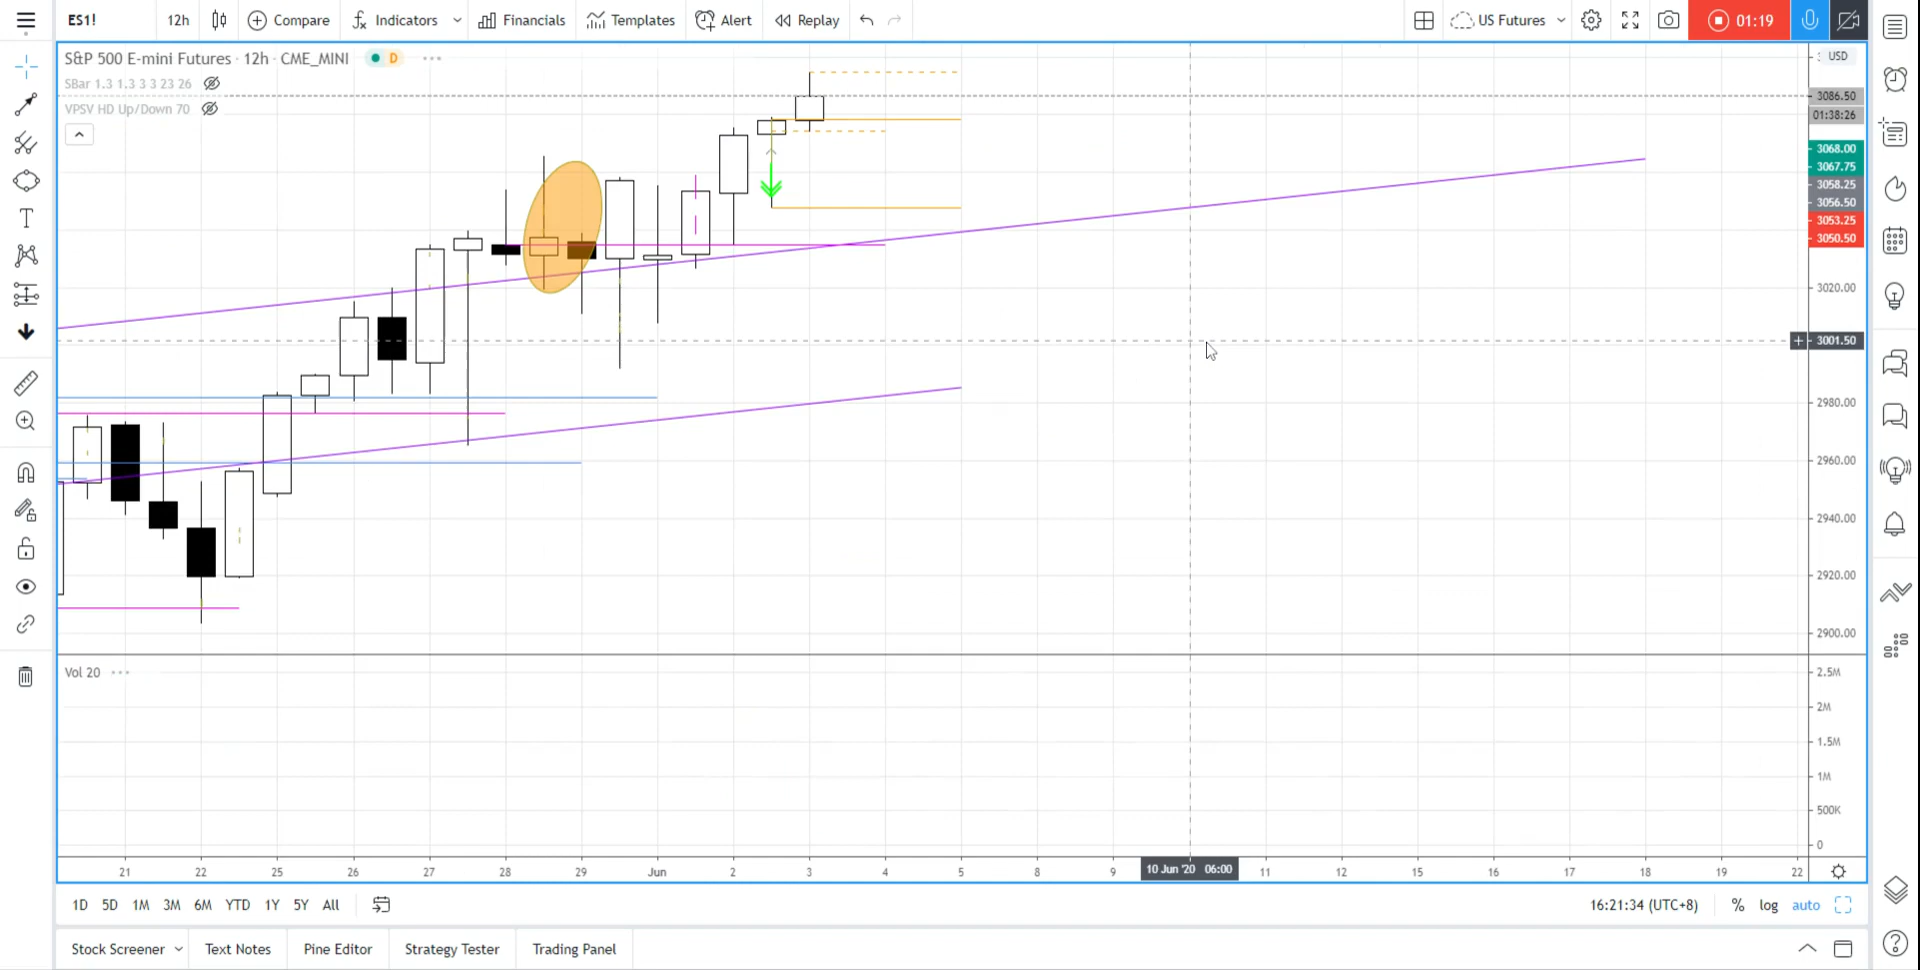 ES1! 12h Compare Indicators Financials Templates Alert Replay US Futures 01:19
S&P 500 E-mini Futures · 12h · CME_MINI D ···
SBar 1.3 1.3 3 3 23 26
VPSV HD Up/Down 70
USD
3086.50
01:38:26
3068.00
3067.75
3058.25
3056.50
3053.25
3050.50
3020.00
+ 3001.50
2980.00
2960.00
2940.00
2920.00
2900.00
Vol 20 ···
2.5M
2M
1.5M
1M
500K
0
21 22 25 26 27 28 29 Jun 2 3 4 5 8 9 10 Jun '20 06:00 11 12 15 16 17 18 19 22
1D 5D 1M 3M 6M YTD 1Y 5Y All 16:21:34 (UTC+8) % log auto
Stock Screener Text Notes Pine Editor Strategy Tester Trading Panel